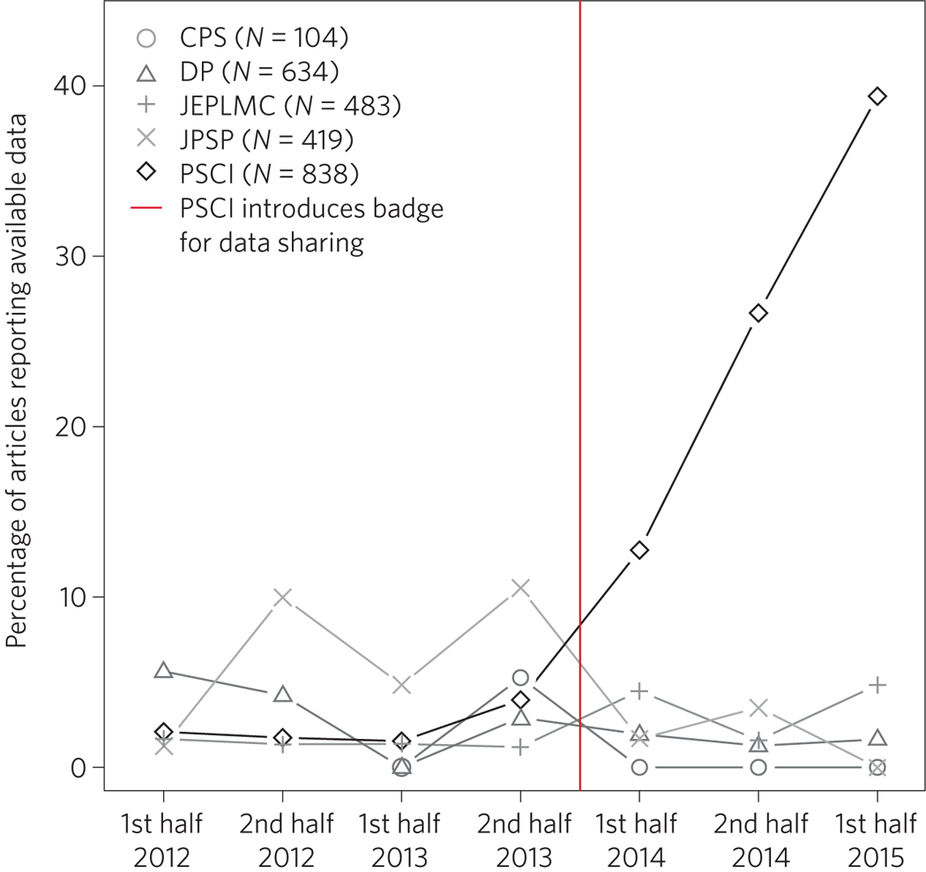 CPS (N = 104)
DP (N = 634)
JEPLMC (N = 483)
JPSP (N = 419)
PSCI (N = 838)
PSCI introduces badge
for data sharing
Percentage of articles reporting available data
40
30
20
10
0
1st half
2012
2nd half
2012
1st half
2013
2nd half
2013
1st half
2014
2nd half
2014
1st half
2015